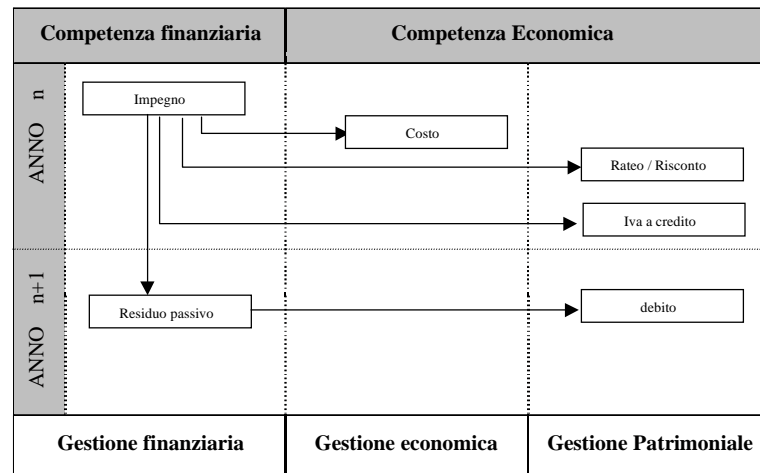 Competenza finanziaria
Competenza Economica
ANNO n
Impegno
Costo
Rateo / Risconto
Iva a credito
ANNO n+1
Residuo passivo
debito
Gestione finanziaria
Gestione economica
Gestione Patrimoniale